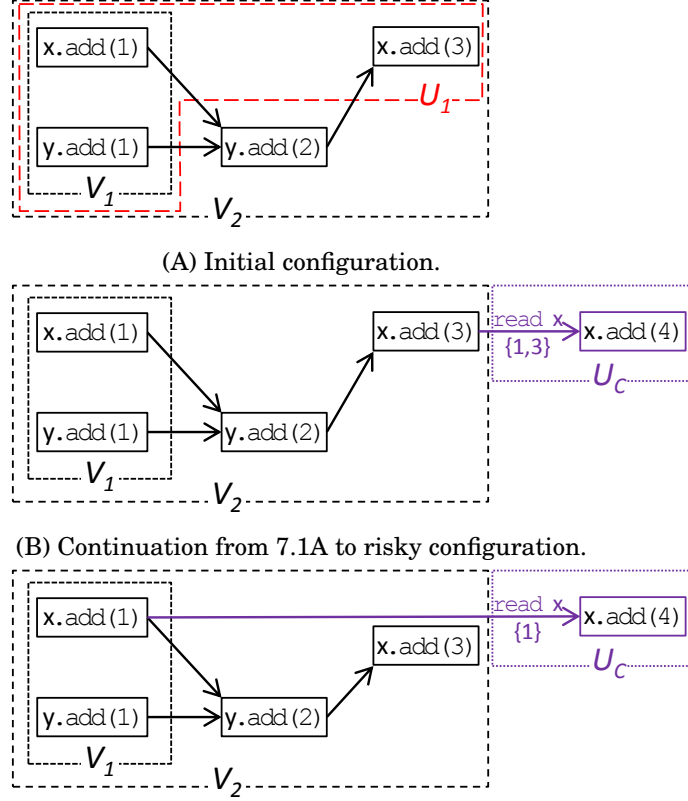 x.add(1) x.add(3)
U1
y.add(1) y.add(2)
V1
V2
(A) Initial configuration.
x.add(1) x.add(3) read x x.add(4)
{1,3}
UC
y.add(1) y.add(2)
V1
V2
(B) Continuation from 7.1A to risky configuration.
x.add(1) read x x.add(4)
{1}
x.add(3)
UC
y.add(1) y.add(2)
V1
V2